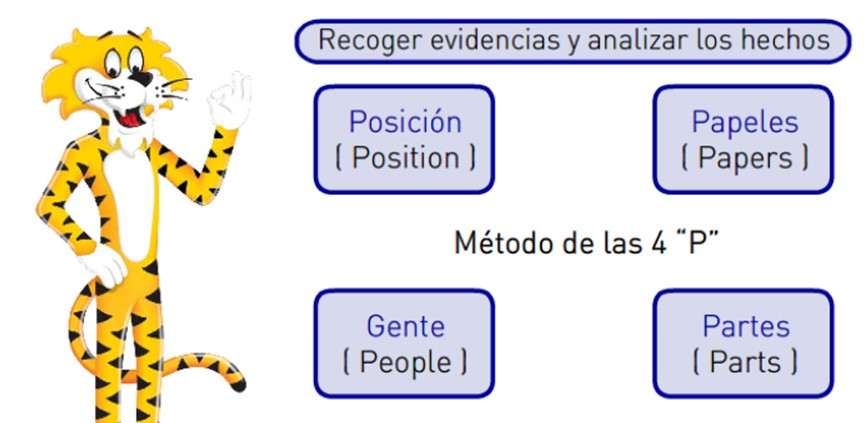 Recoger evidencias y analizar los hechos
Posición
( Position )
Papeles
( Papers )
Método de las 4 “P”
Gente
( People )
Partes
( Parts )